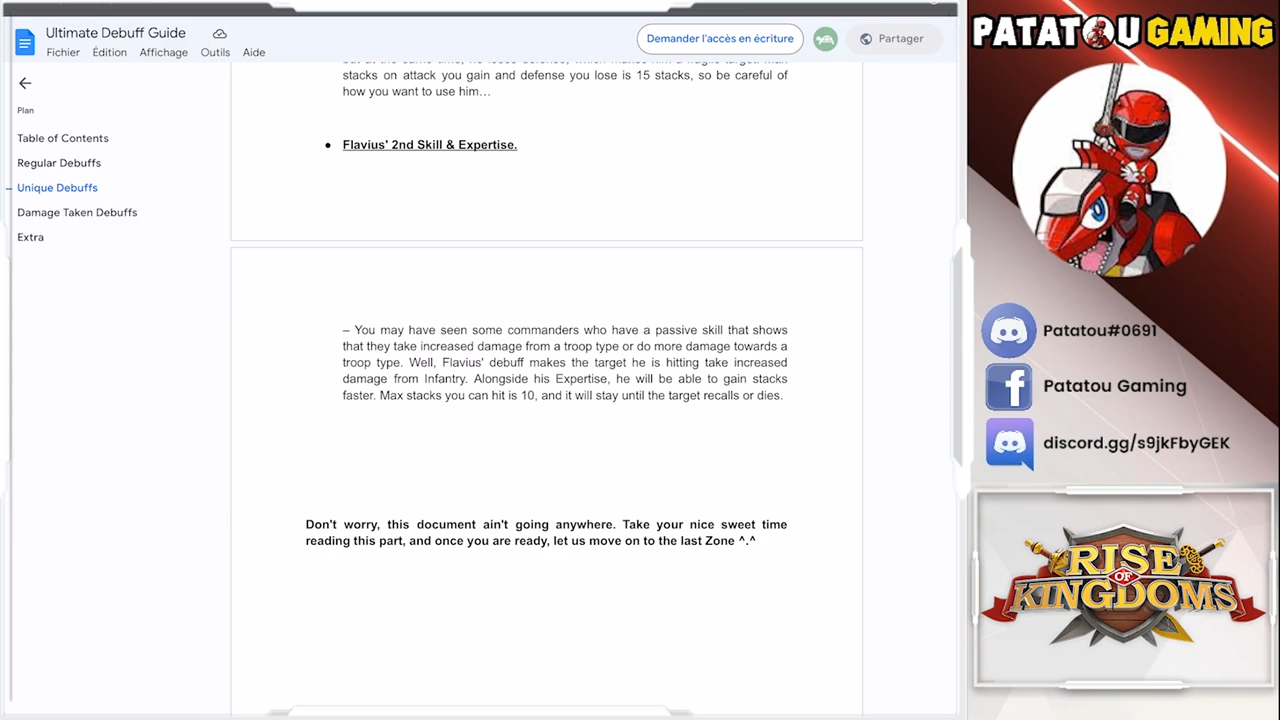 Ultimate Debuff Guide
Fichier Édition Affichage Outils Aide
Demander l'accès en écriture
Partager
Plan
Table of Contents
Regular Debuffs
Unique Debuffs
Damage Taken Debuffs
Extra
stacks on attack you gain and defense you lose is 15 stacks, so be careful of
how you want to use him...
• Flavius' 2nd Skill & Expertise.
– You may have seen some commanders who have a passive skill that shows
that they take increased damage from a troop type or do more damage towards a
troop type. Well, Flavius' debuff makes the target he is hitting take increased
damage from Infantry. Alongside his Expertise, he will be able to gain stacks
faster. Max stacks you can hit is 10, and it will stay until the target recalls or dies.
Don't worry, this document ain't going anywhere. Take your nice sweet time
reading this part, and once you are ready, let us move on to the last Zone ^.^
PATATOU GAMING
Patatou#0691
Patatou Gaming
discord.gg/s9jkFbyGEK
RISE
OF
KINGDOMS